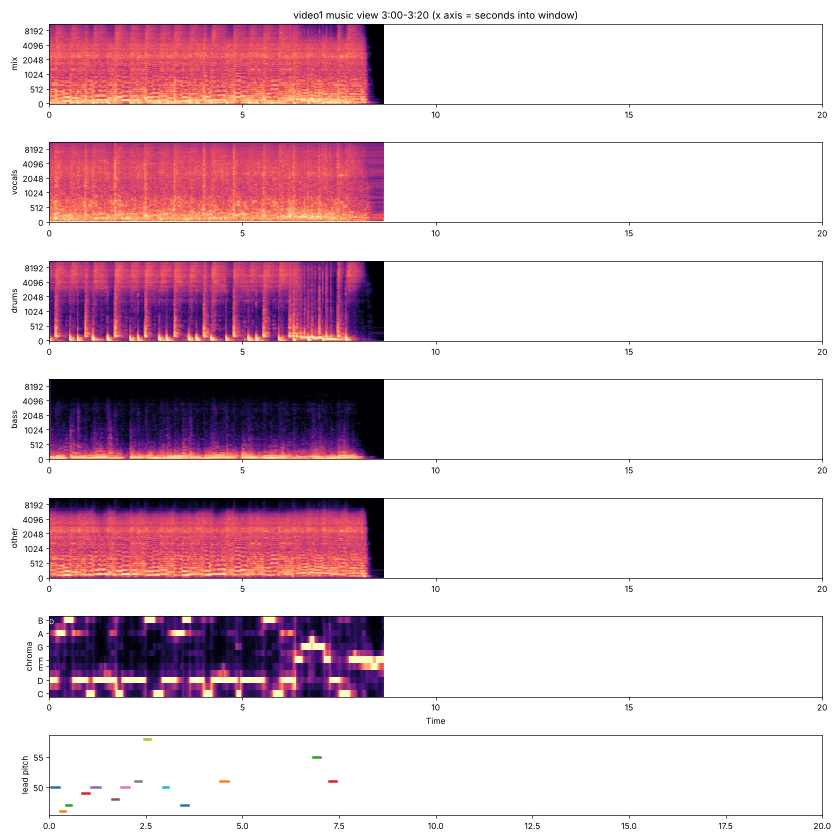 video1 music view 3:00-3:20 (x axis = seconds into window)
mix
8192
4096
2048
1024
512
0
0 5 10 15 20
vocals
8192
4096
2048
1024
512
0
0 5 10 15 20
drums
8192
4096
2048
1024
512
0
0 5 10 15 20
bass
8192
4096
2048
1024
512
0
0 5 10 15 20
other
8192
4096
2048
1024
512
0
0 5 10 15 20
chroma
B
A
G
F
E
D
C
0 5 10 15 20
Time
lead pitch
55
50
0.0 2.5 5.0 7.5 10.0 12.5 15.0 17.5 20.0